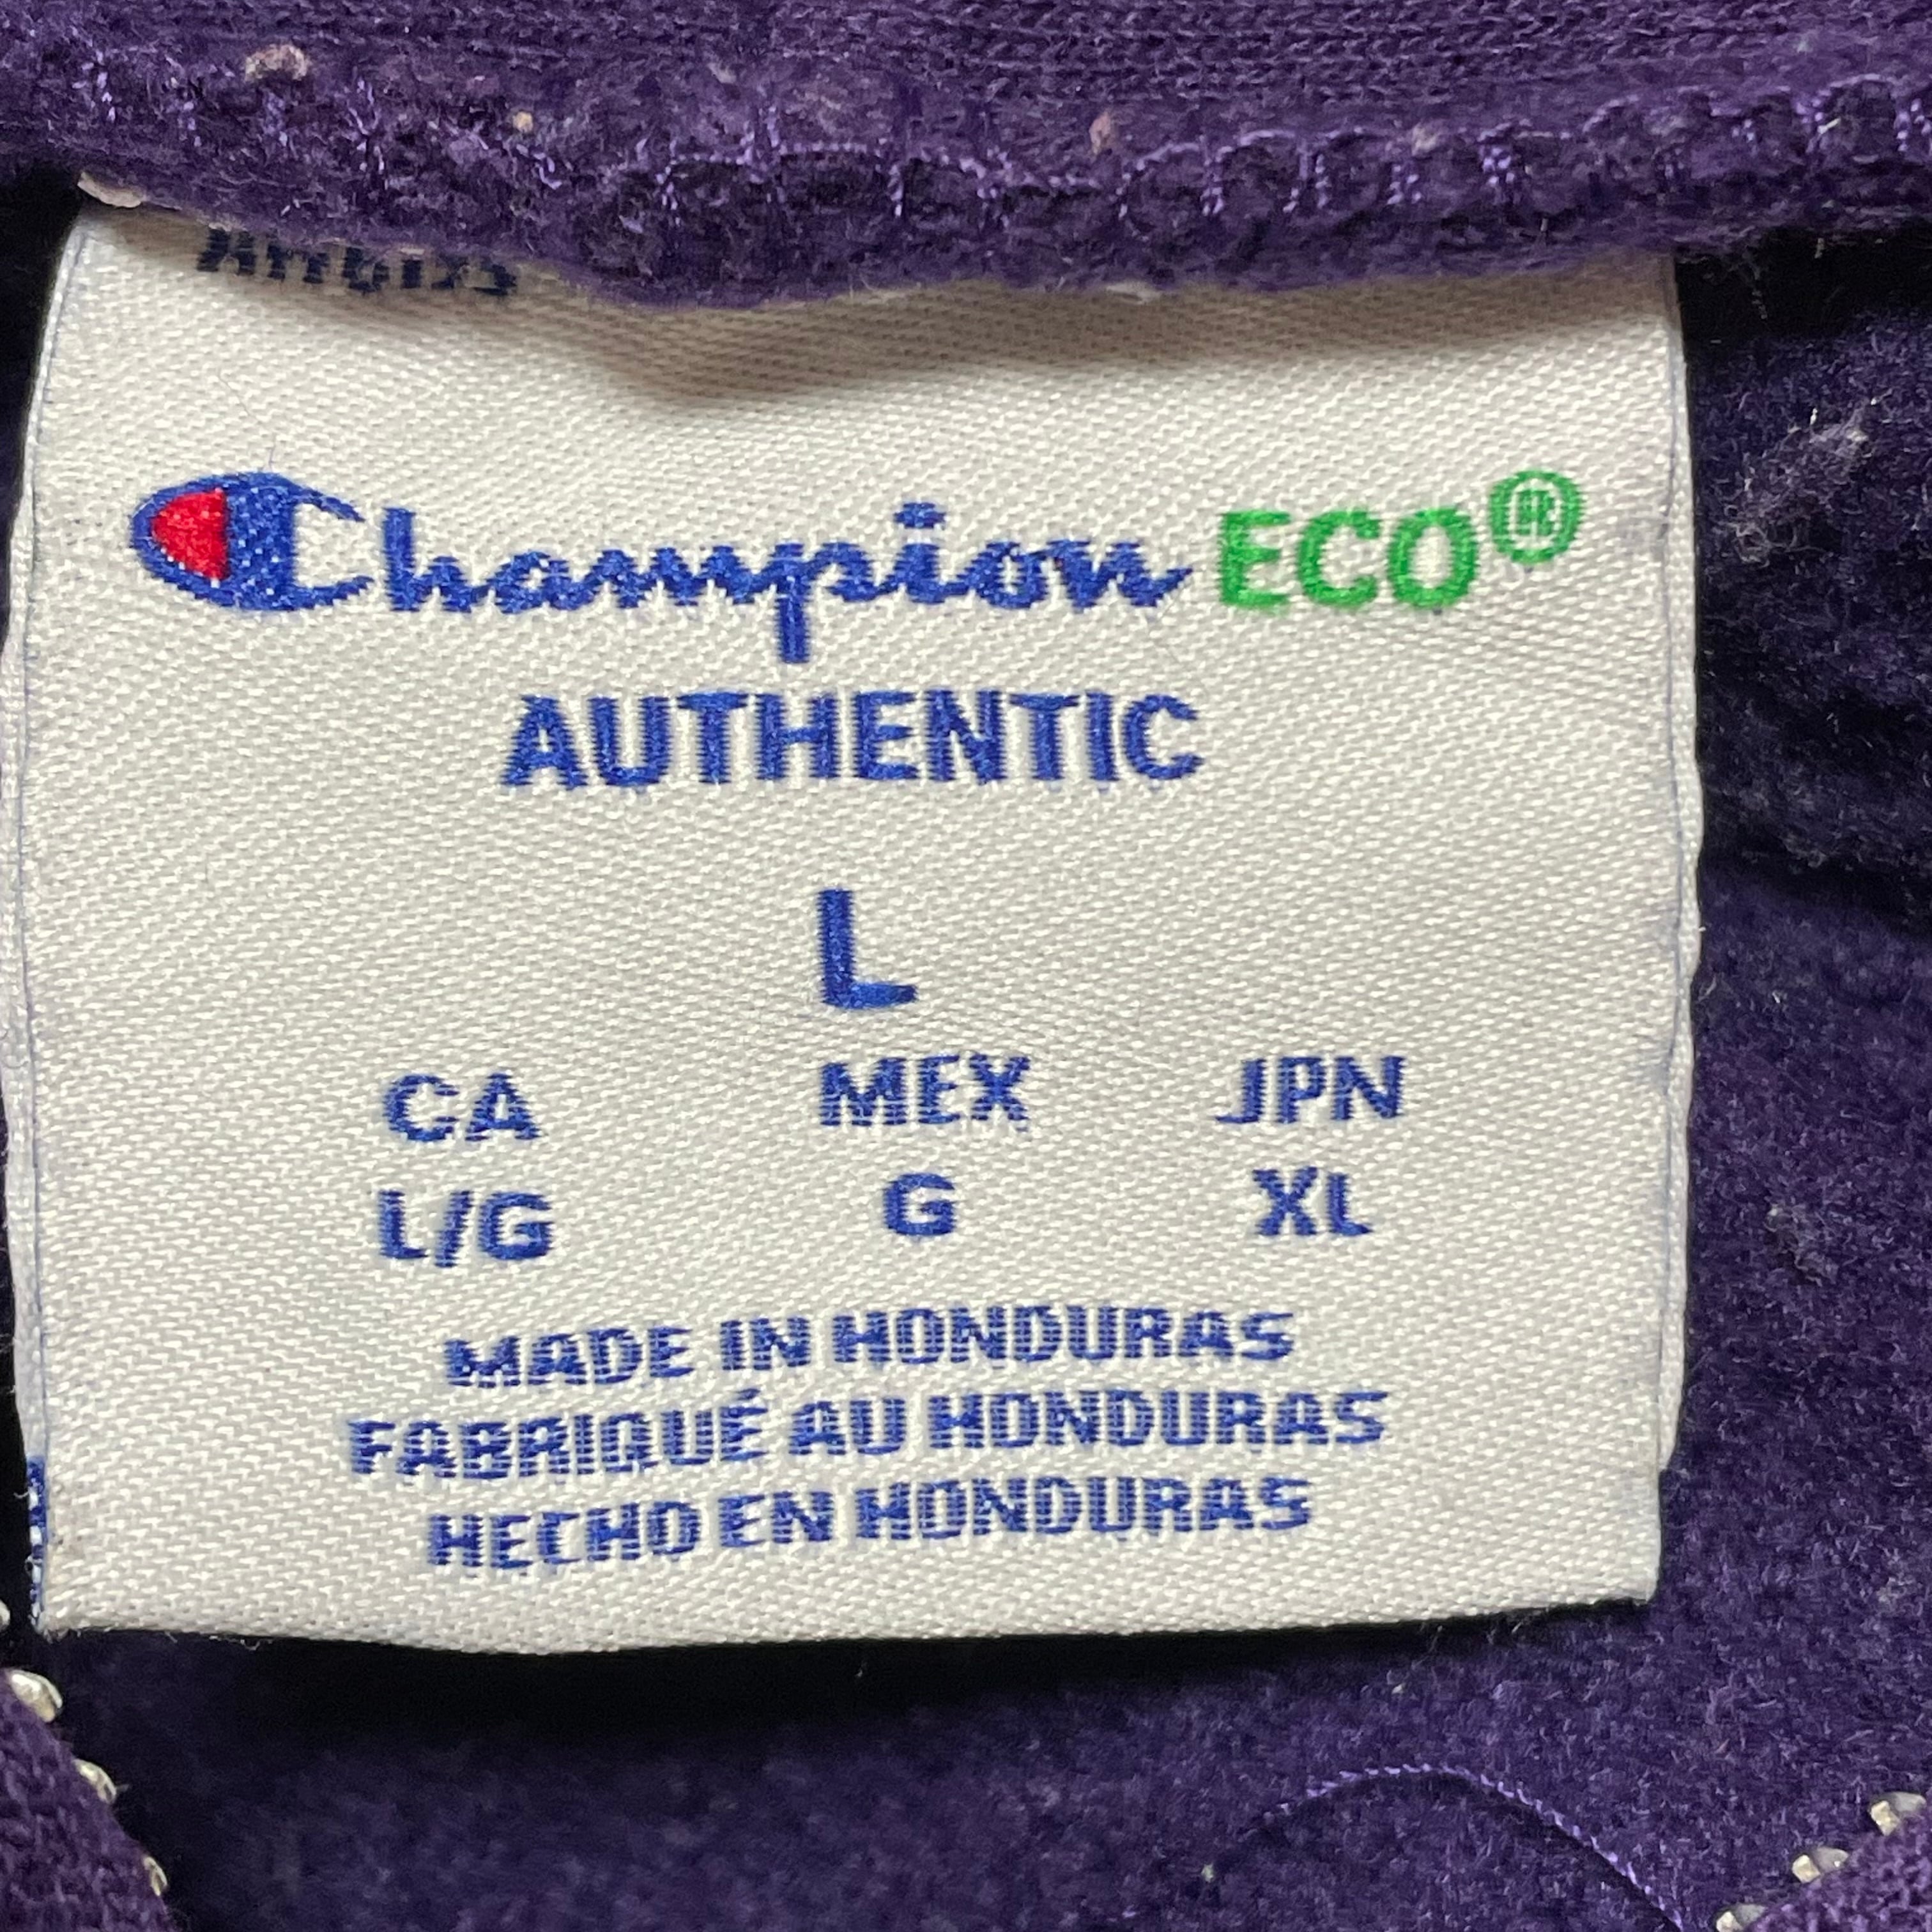 Champion ECO®
AUTHENTIC
L
CA MEX JPN
L/G G XL
MADE IN HONDURAS
FABRIQUÉ AU HONDURAS
HECHO EN HONDURAS